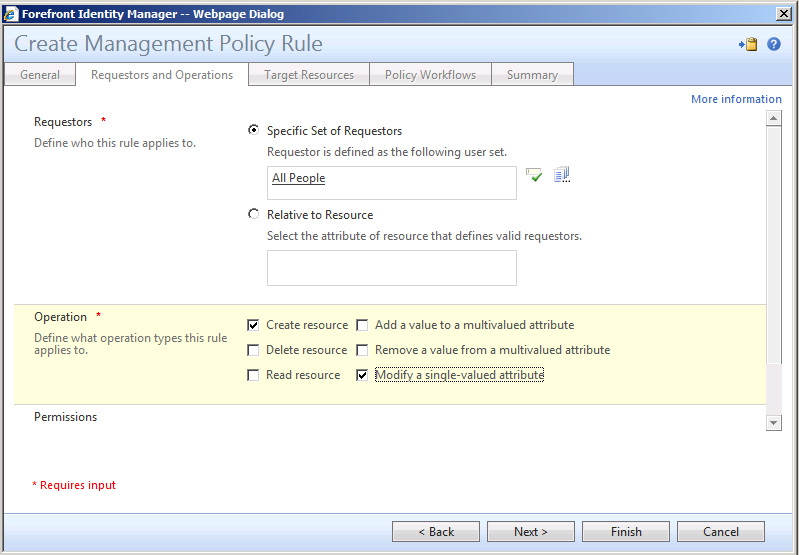 Forefront Identity Manager -- Webpage Dialog
Create Management Policy Rule
General
Requestors and Operations
Target Resources
Policy Workflows
Summary
More information
Requestors *
Define who this rule applies to.
Specific Set of Requestors
Requestor is defined as the following user set.
All People
Relative to Resource
Select the attribute of resource that defines valid requestors.
Operation *
Define what operation types this rule
applies to.
Create resource
Add a value to a multivalued attribute
Delete resource
Remove a value from a multivalued attribute
Read resource
Modify a single-valued attribute
Permissions
* Requires input
< Back
Next >
Finish
Cancel